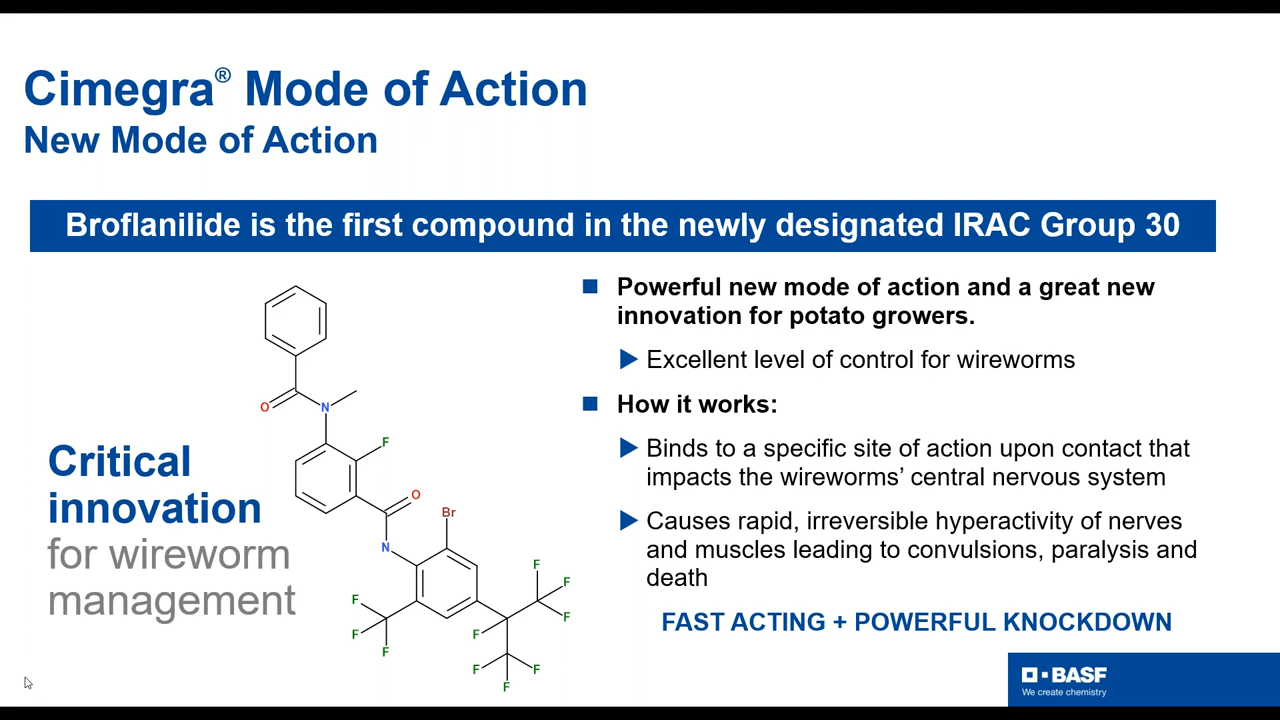 Cimegra® Mode of Action
New Mode of Action
Broflanilide is the first compound in the newly designated IRAC Group 30
Critical
innovation
for wireworm
management
O
N
F
O
Br
N
F
F
F
F
F
F
F
F
F
F
Powerful new mode of action and a great new
innovation for potato growers.
Excellent level of control for wireworms
How it works:
Binds to a specific site of action upon contact that
impacts the wireworms’ central nervous system
Causes rapid, irreversible hyperactivity of nerves
and muscles leading to convulsions, paralysis and
death
FAST ACTING + POWERFUL KNOCKDOWN
BASF
We create chemistry